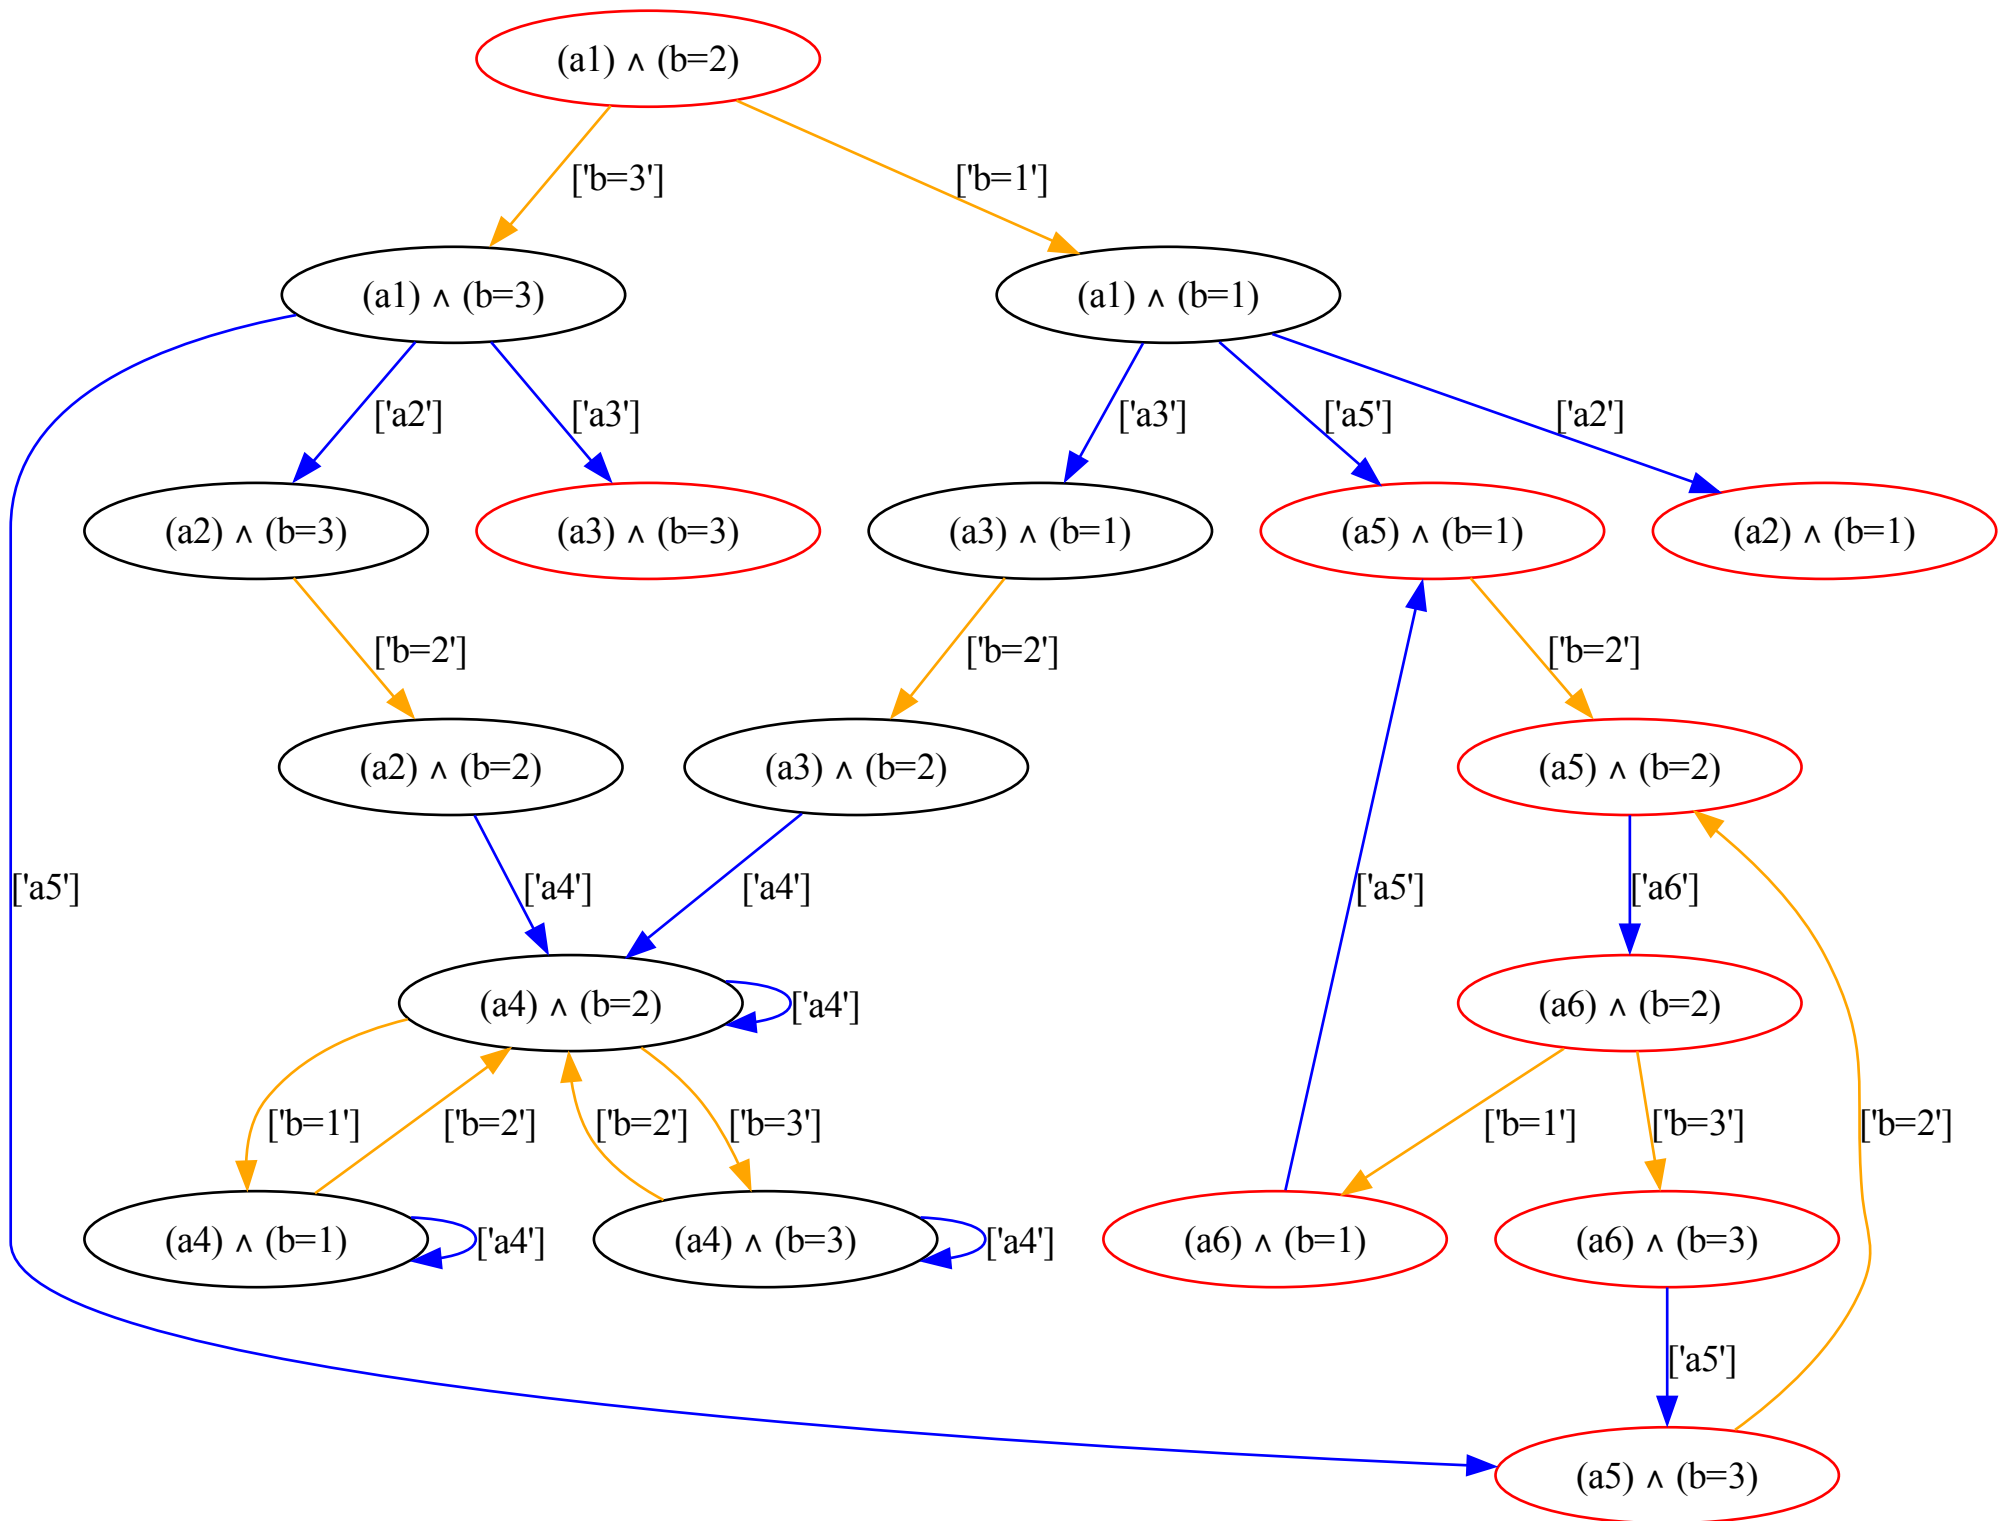 (a1) ∧ (b=2)
['b=3']
['b=1']
(a1) ∧ (b=3)
(a1) ∧ (b=1)
['a2']
['a3']
['a3']
['a5']
['a2']
(a2) ∧ (b=3)
(a3) ∧ (b=3)
(a3) ∧ (b=1)
(a5) ∧ (b=1)
(a2) ∧ (b=1)
['b=2']
['b=2']
['b=2']
(a2) ∧ (b=2)
(a3) ∧ (b=2)
(a5) ∧ (b=2)
['a5']
['a4']
['a4']
['a5']
['a6']
(a4) ∧ (b=2)
['a4']
(a6) ∧ (b=2)
['b=1']
['b=2']
['b=2']
['b=3']
['b=1']
['b=3']
['b=2']
(a4) ∧ (b=1)
['a4']
(a4) ∧ (b=3)
['a4']
(a6) ∧ (b=1)
(a6) ∧ (b=3)
['a5']
(a5) ∧ (b=3)